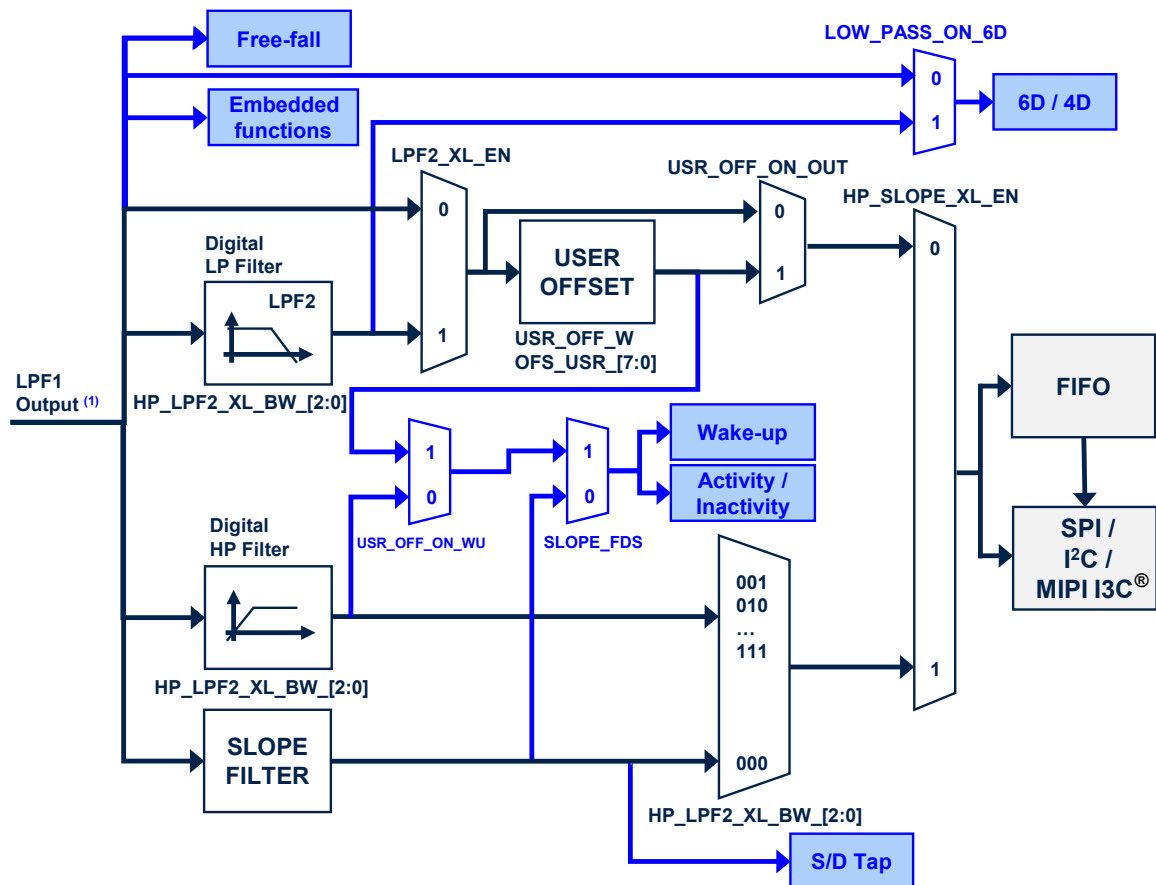 Free-fall
LOW_PASS_ON_6D
0
1
6D / 4D
Embedded
functions
LPF2_XL_EN
0
1
USR_OFF_ON_OUT
0
1
HP_SLOPE_XL_EN
0
1
Digital
LP Filter
LPF2
HP_LPF2_XL_BW_[2:0]
USER
OFFSET
USR_OFF_W
OFS_USR_[7:0]
LPF1
Output (1)
FIFO
SPI /
I²C /
MIPI I3C®
1
0
USR_OFF_ON_WU
1
0
SLOPE_FDS
Wake-up
Activity /
Inactivity
Digital
HP Filter
HP_LPF2_XL_BW_[2:0]
001
010
...
111
000
HP_LPF2_XL_BW_[2:0]
SLOPE
FILTER
S/D Tap